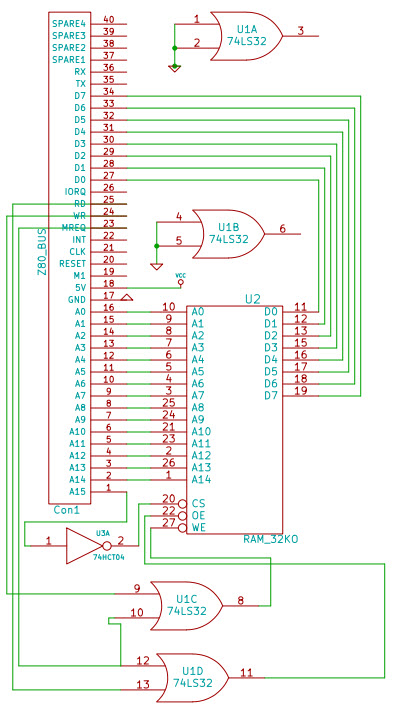 SPARE4 40
SPARE3 39
SPARE2 38
SPARE1 37
RX 36
TX 35
D7 34
D6 33
D5 32
D4 31
D3 30
D2 29
D1 28
D0 27
IORQ 26
RD 25
WR 24
MREQ 23
INT 22
CLK 21
RESET 20
M1 19
5V 18
GND 17
A0 16
A1 15
A2 14
A3 13
A4 12
A5 11
A6 10
A7 9
A8 8
A9 7
A10 6
A11 5
A12 4
A13 3
A14 2
A15 1
Z80_BUS
Con1
1
2
U1A
74LS32
3
4
5
U1B
74LS32
6
VCC
U2
10 A0 D0 11
9 A1 D1 12
8 A2 D2 13
7 A3 D3 15
6 A4 D4 16
5 A5 D5 17
4 A6 D6 18
3 A7 D7 19
25 A8
24 A9
21 A10
23 A11
2 A12
26 A13
1 A14
20 CS
22 OE
27 WE
RAM_32KO
U3A
1 2
74HCT04
9
10
U1C
74LS32
8
12
13
U1D
74LS32
11